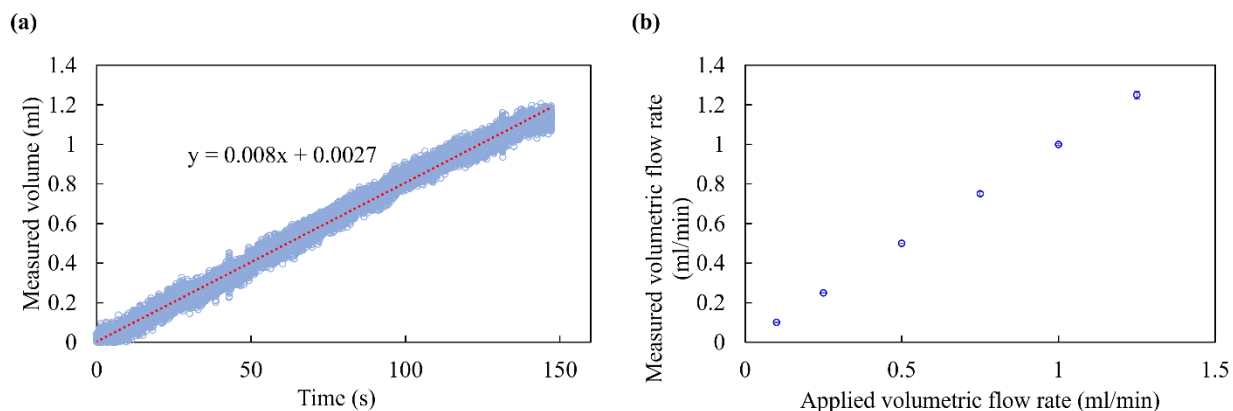 (a)
Measured volume (ml)
1.4
1.2
1
0.8
0.6
0.4
0.2
0
y = 0.008x + 0.0027
0 50 100 150
Time (s)
(b)
Measured volumetric flow rate
(ml/min)
1.4
1.2
1
0.8
0.6
0.4
0.2
0
0 0.5 1 1.5
Applied volumetric flow rate (ml/min)